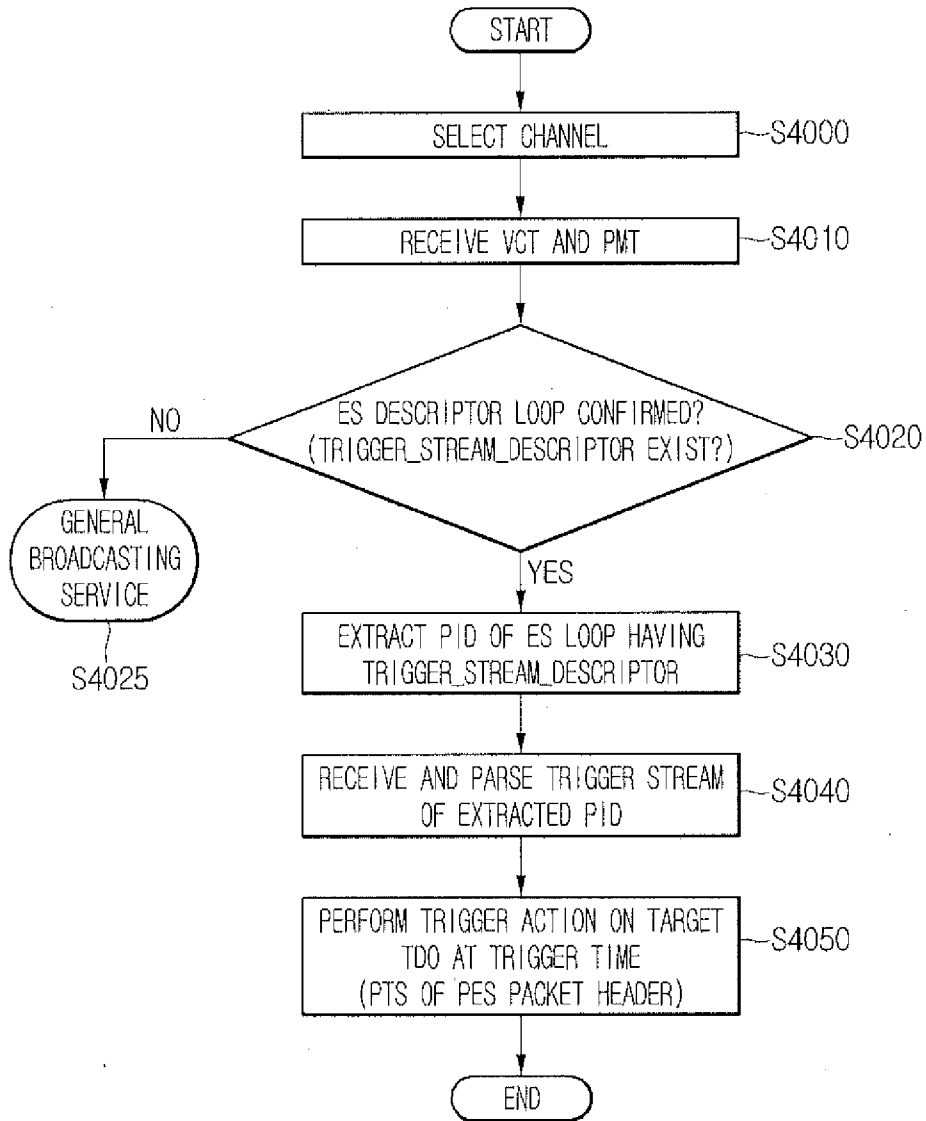 START
SELECT CHANNEL
S4000
RECEIVE VCT AND PMT
S4010
ES DESCRIPTOR LOOP CONFIRMED?
(TRIGGER_STREAM_DESCRIPTOR EXIST?)
S4020
NO
GENERAL
BROADCASTING
SERVICE
S4025
YES
EXTRACT PID OF ES LOOP HAVING
TRIGGER_STREAM_DESCRIPTOR
S4030
RECEIVE AND PARSE TRIGGER STREAM
OF EXTRACTED PID
S4040
PERFORM TRIGGER ACTION ON TARGET
TDO AT TRIGGER TIME
(PTS OF PES PACKET HEADER)
S4050
END